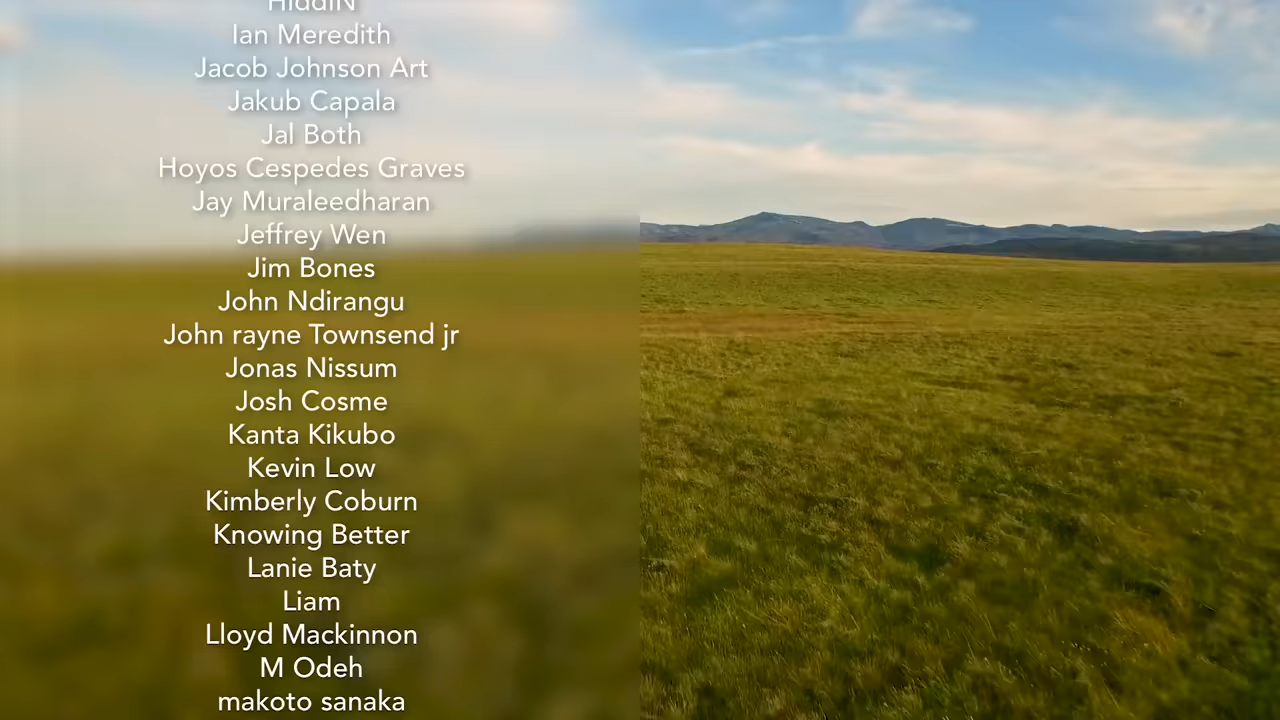 HiddiN
Ian Meredith
Jacob Johnson Art
Jakub Capala
Jal Both
Hoyos Cespedes Graves
Jay Muraleedharan
Jeffrey Wen
Jim Bones
John Ndirangu
John rayne Townsend jr
Jonas Nissum
Josh Cosme
Kanta Kikubo
Kevin Low
Kimberly Coburn
Knowing Better
Lanie Baty
Liam
Lloyd Mackinnon
M Odeh
makoto sanaka